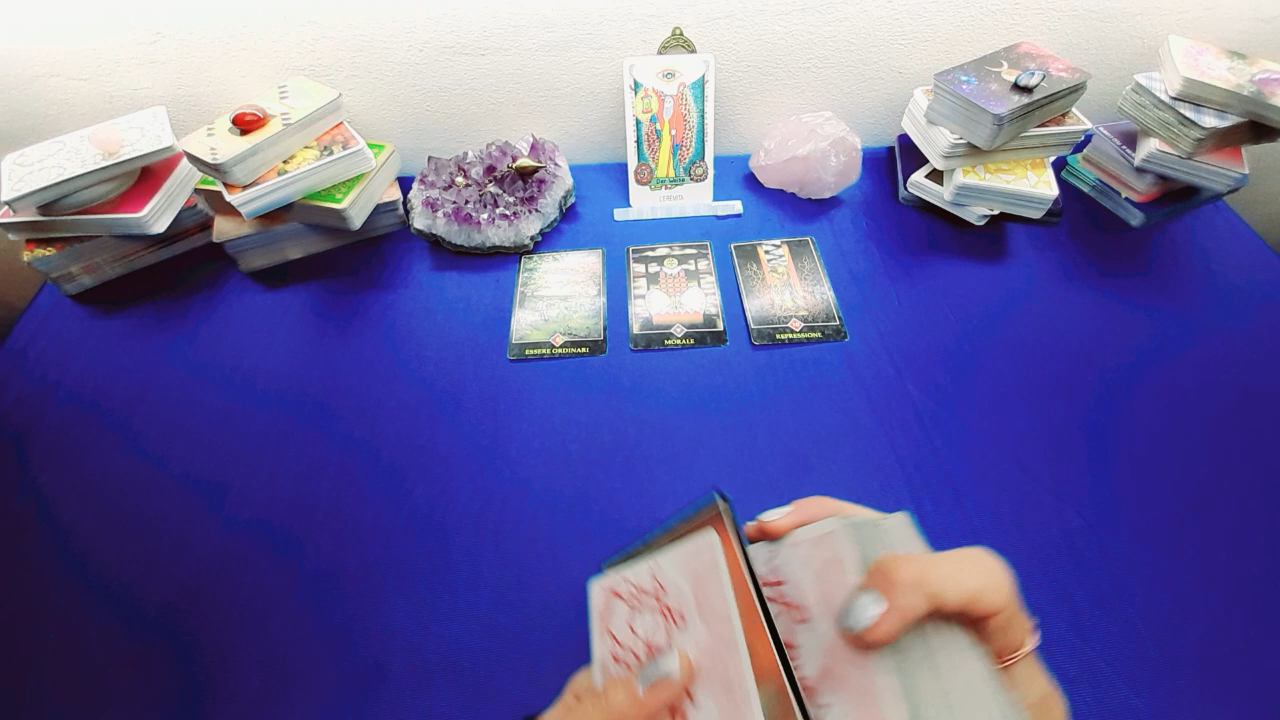 Der Weise
L'EREMITA
ESSERE ORDINARI
MORALE
REPRESSIONE